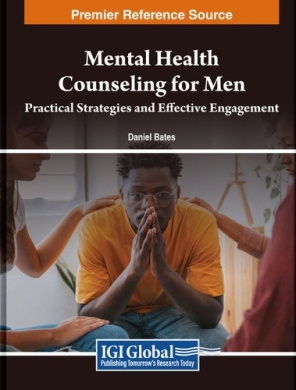 Premier Reference Source
Mental Health
Counseling for Men
Practical Strategies and Effective Engagement
Daniel Bates
IGI Global
Publishing Tomorrow's Research Today